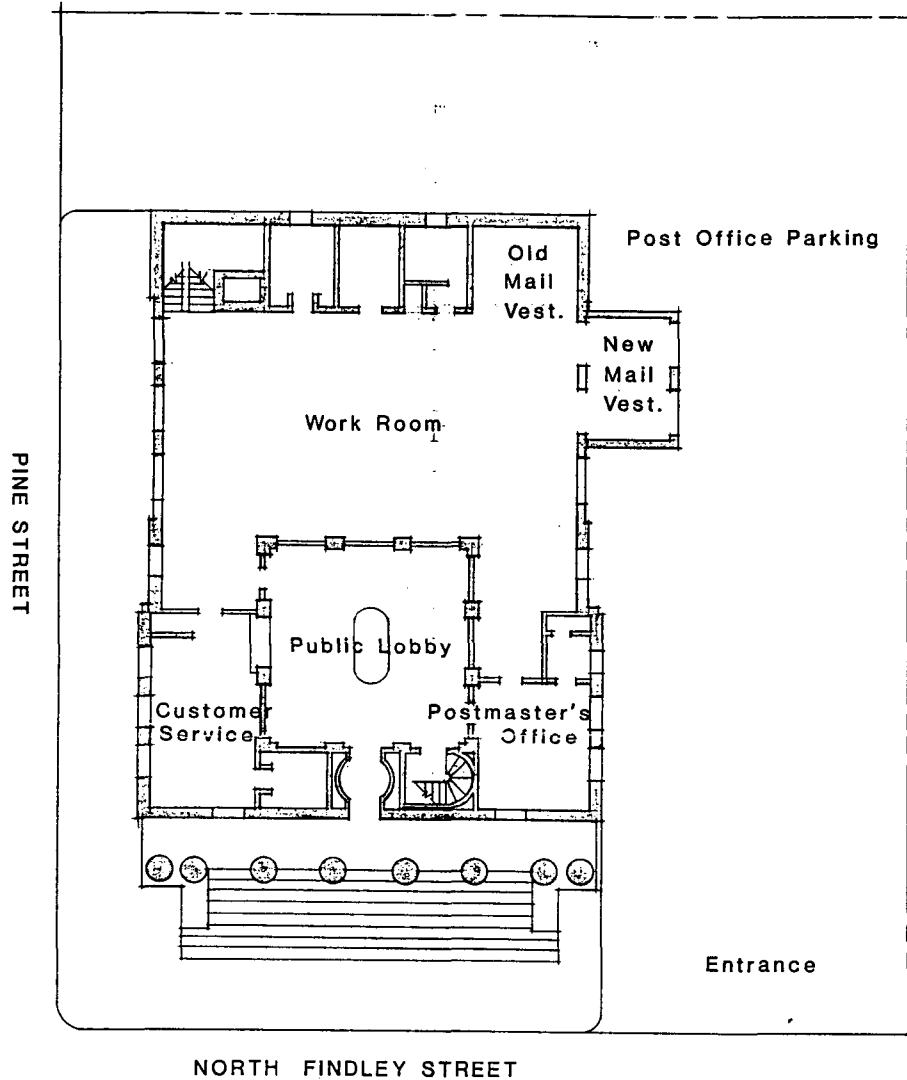 Post Office Parking
Old
Mail
Vest.
New
Mail
Vest.
Work Room
PINE STREET
Public Lobby
Customer
Service
Postmaster's
Office
Entrance
NORTH FINDLEY STREET